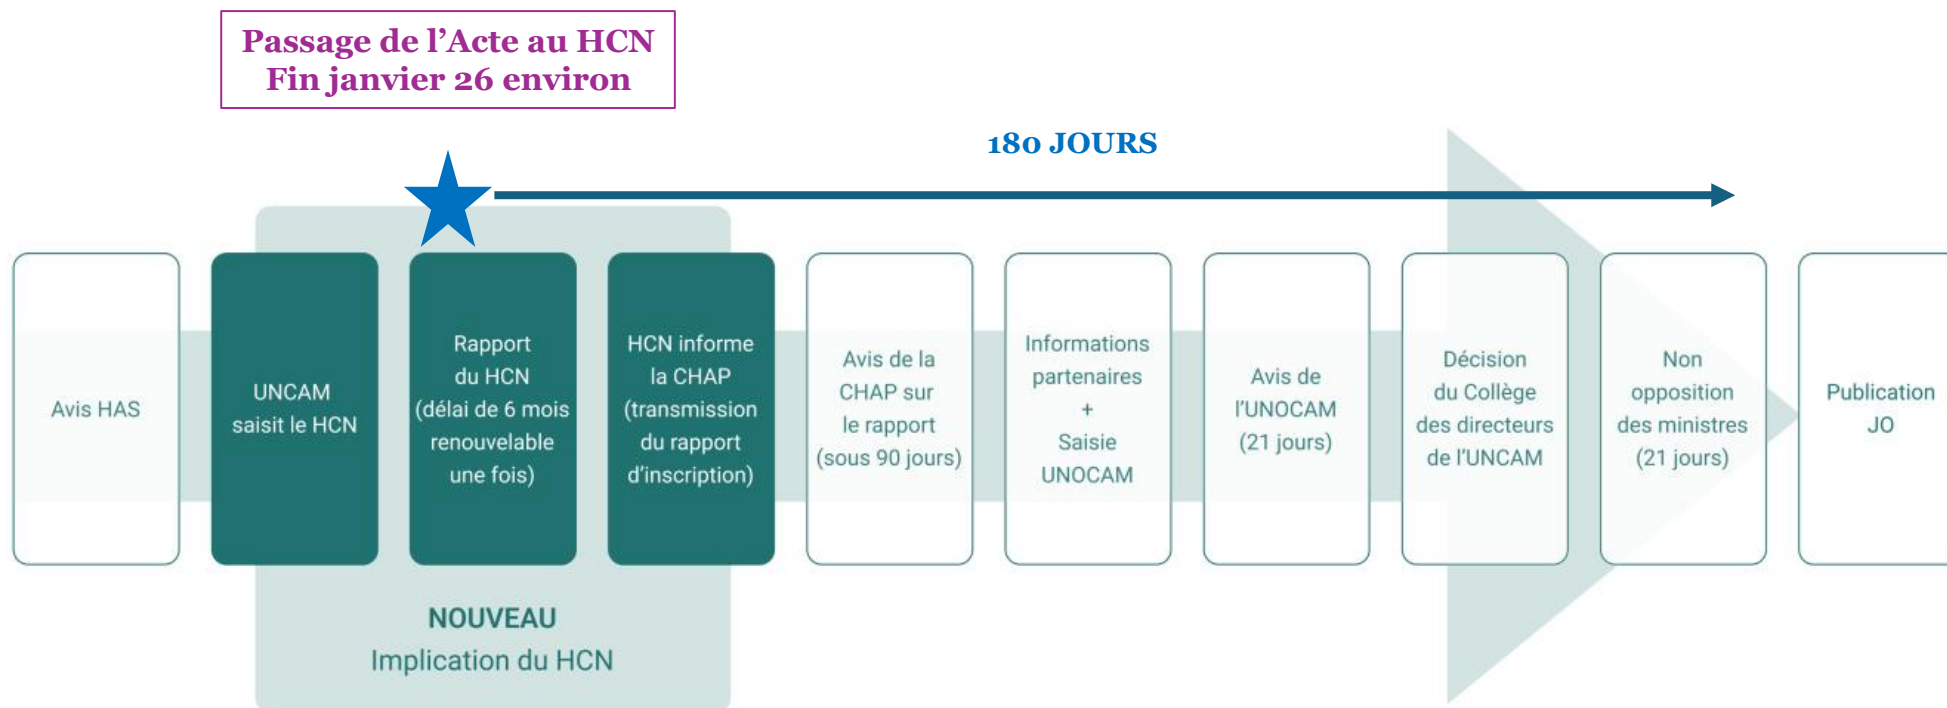 Passage de l’Acte au HCN
Fin janvier 26 environ
180 JOURS
Avis HAS
UNCAM
saisit le HCN
Rapport
du HCN
(délai de 6 mois
renouvelable
une fois)
HCN informe
la CHAP
(transmission
du rapport
d’inscription)
Avis de la
CHAP sur
le rapport
(sous 90 jours)
Informations
partenaires
+
Saisie
UNOCAM
Avis de
l’UNOCAM
(21 jours)
Décision
du Collège
des directeurs
de l’UNCAM
Non
opposition
des ministres
(21 jours)
Publication
JO
NOUVEAU
Implication du HCN